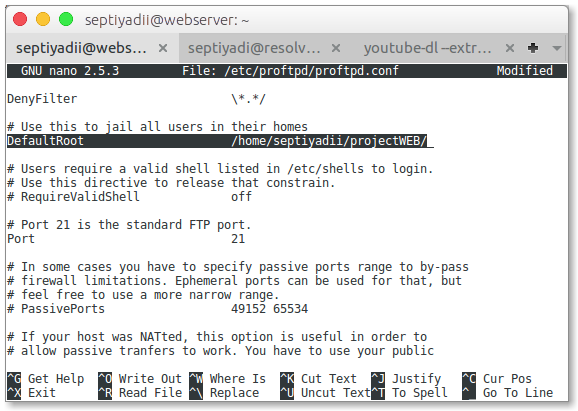 septiyadii@webserver: ~
septiyadii@webs... × septiyadi@resolv... × youtube-dl --extr... ×
GNU nano 2.5.3 File: /etc/proftpd/proftpd.conf Modified
DenyFilter \*.*/
# Use this to jail all users in their homes
DefaultRoot /home/septiyadii/projectWEB/
# Users require a valid shell listed in /etc/shells to login.
# Use this directive to release that constrain.
# RequireValidShell off
# Port 21 is the standard FTP port.
Port 21
# In some cases you have to specify passive ports range to by-pass
# firewall limitations. Ephemeral ports can be used for that, but
# feel free to use a more narrow range.
# PassivePorts 49152 65534
# If your host was NATted, this option is useful in order to
# allow passive tranfers to work. You have to use your public
^G Get Help ^O Write Out ^W Where Is ^K Cut Text ^J Justify ^C Cur Pos
^X Exit ^R Read File ^\ Replace ^U Uncut Text ^T To Spell ^_ Go To Line